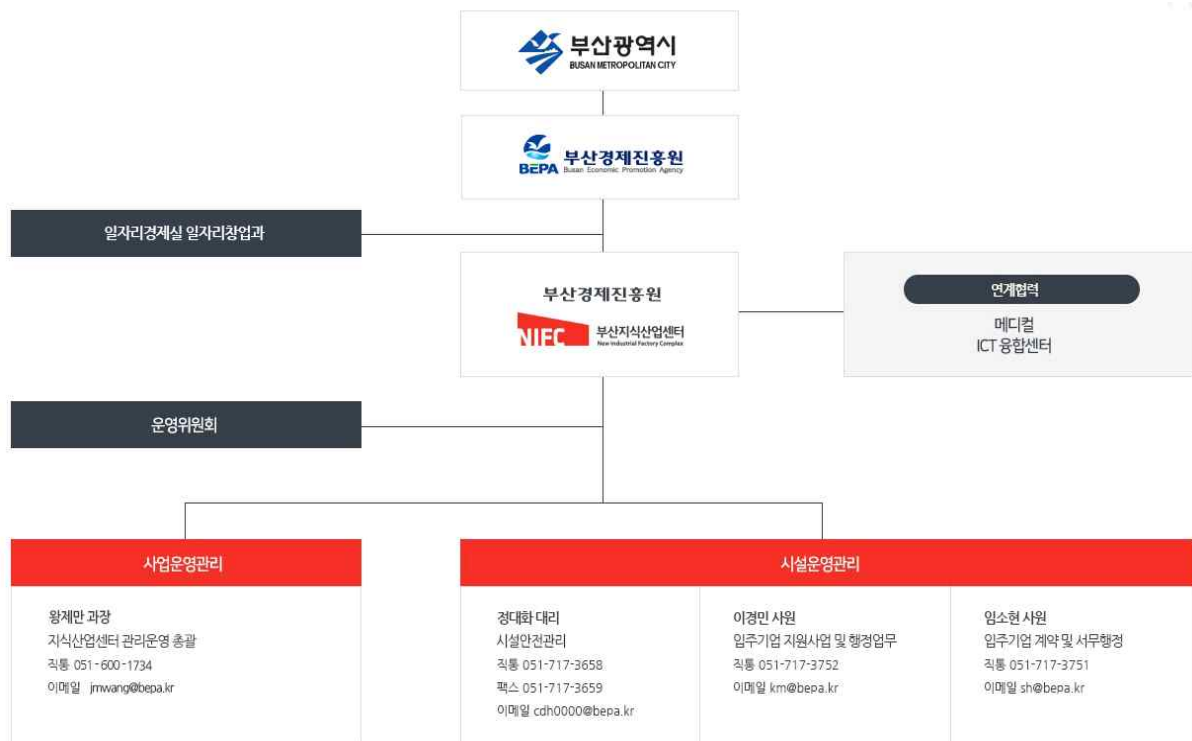 부산광역시
BUSAN METROPOLITAN CITY
BEPA 부산경제진흥원
Busan Economic Promotion Agency
일자리경제실 일자리창업과
부산경제진흥원
NIFC 부산지식산업센터
New Industrial Factory Complex
연계협력
메디컬
ICT 융합센터
운영위원회
사업운영관리
왕제만 과장
지식산업센터 관리운영 총괄
직통 051-600-1734
이메일 jmwang@bepa.kr
시설운영관리
정대화 대리
시설안전관리
직통 051-717-3658
팩스 051-717-3659
이메일 cdh0000@bepa.kr
이경민 사원
입주기업 지원사업 및 행정업무
직통 051-717-3752
이메일 km@bepa.kr
임소현 사원
입주기업 계약 및 서무행정
직통 051-717-3751
이메일 sh@bepa.kr